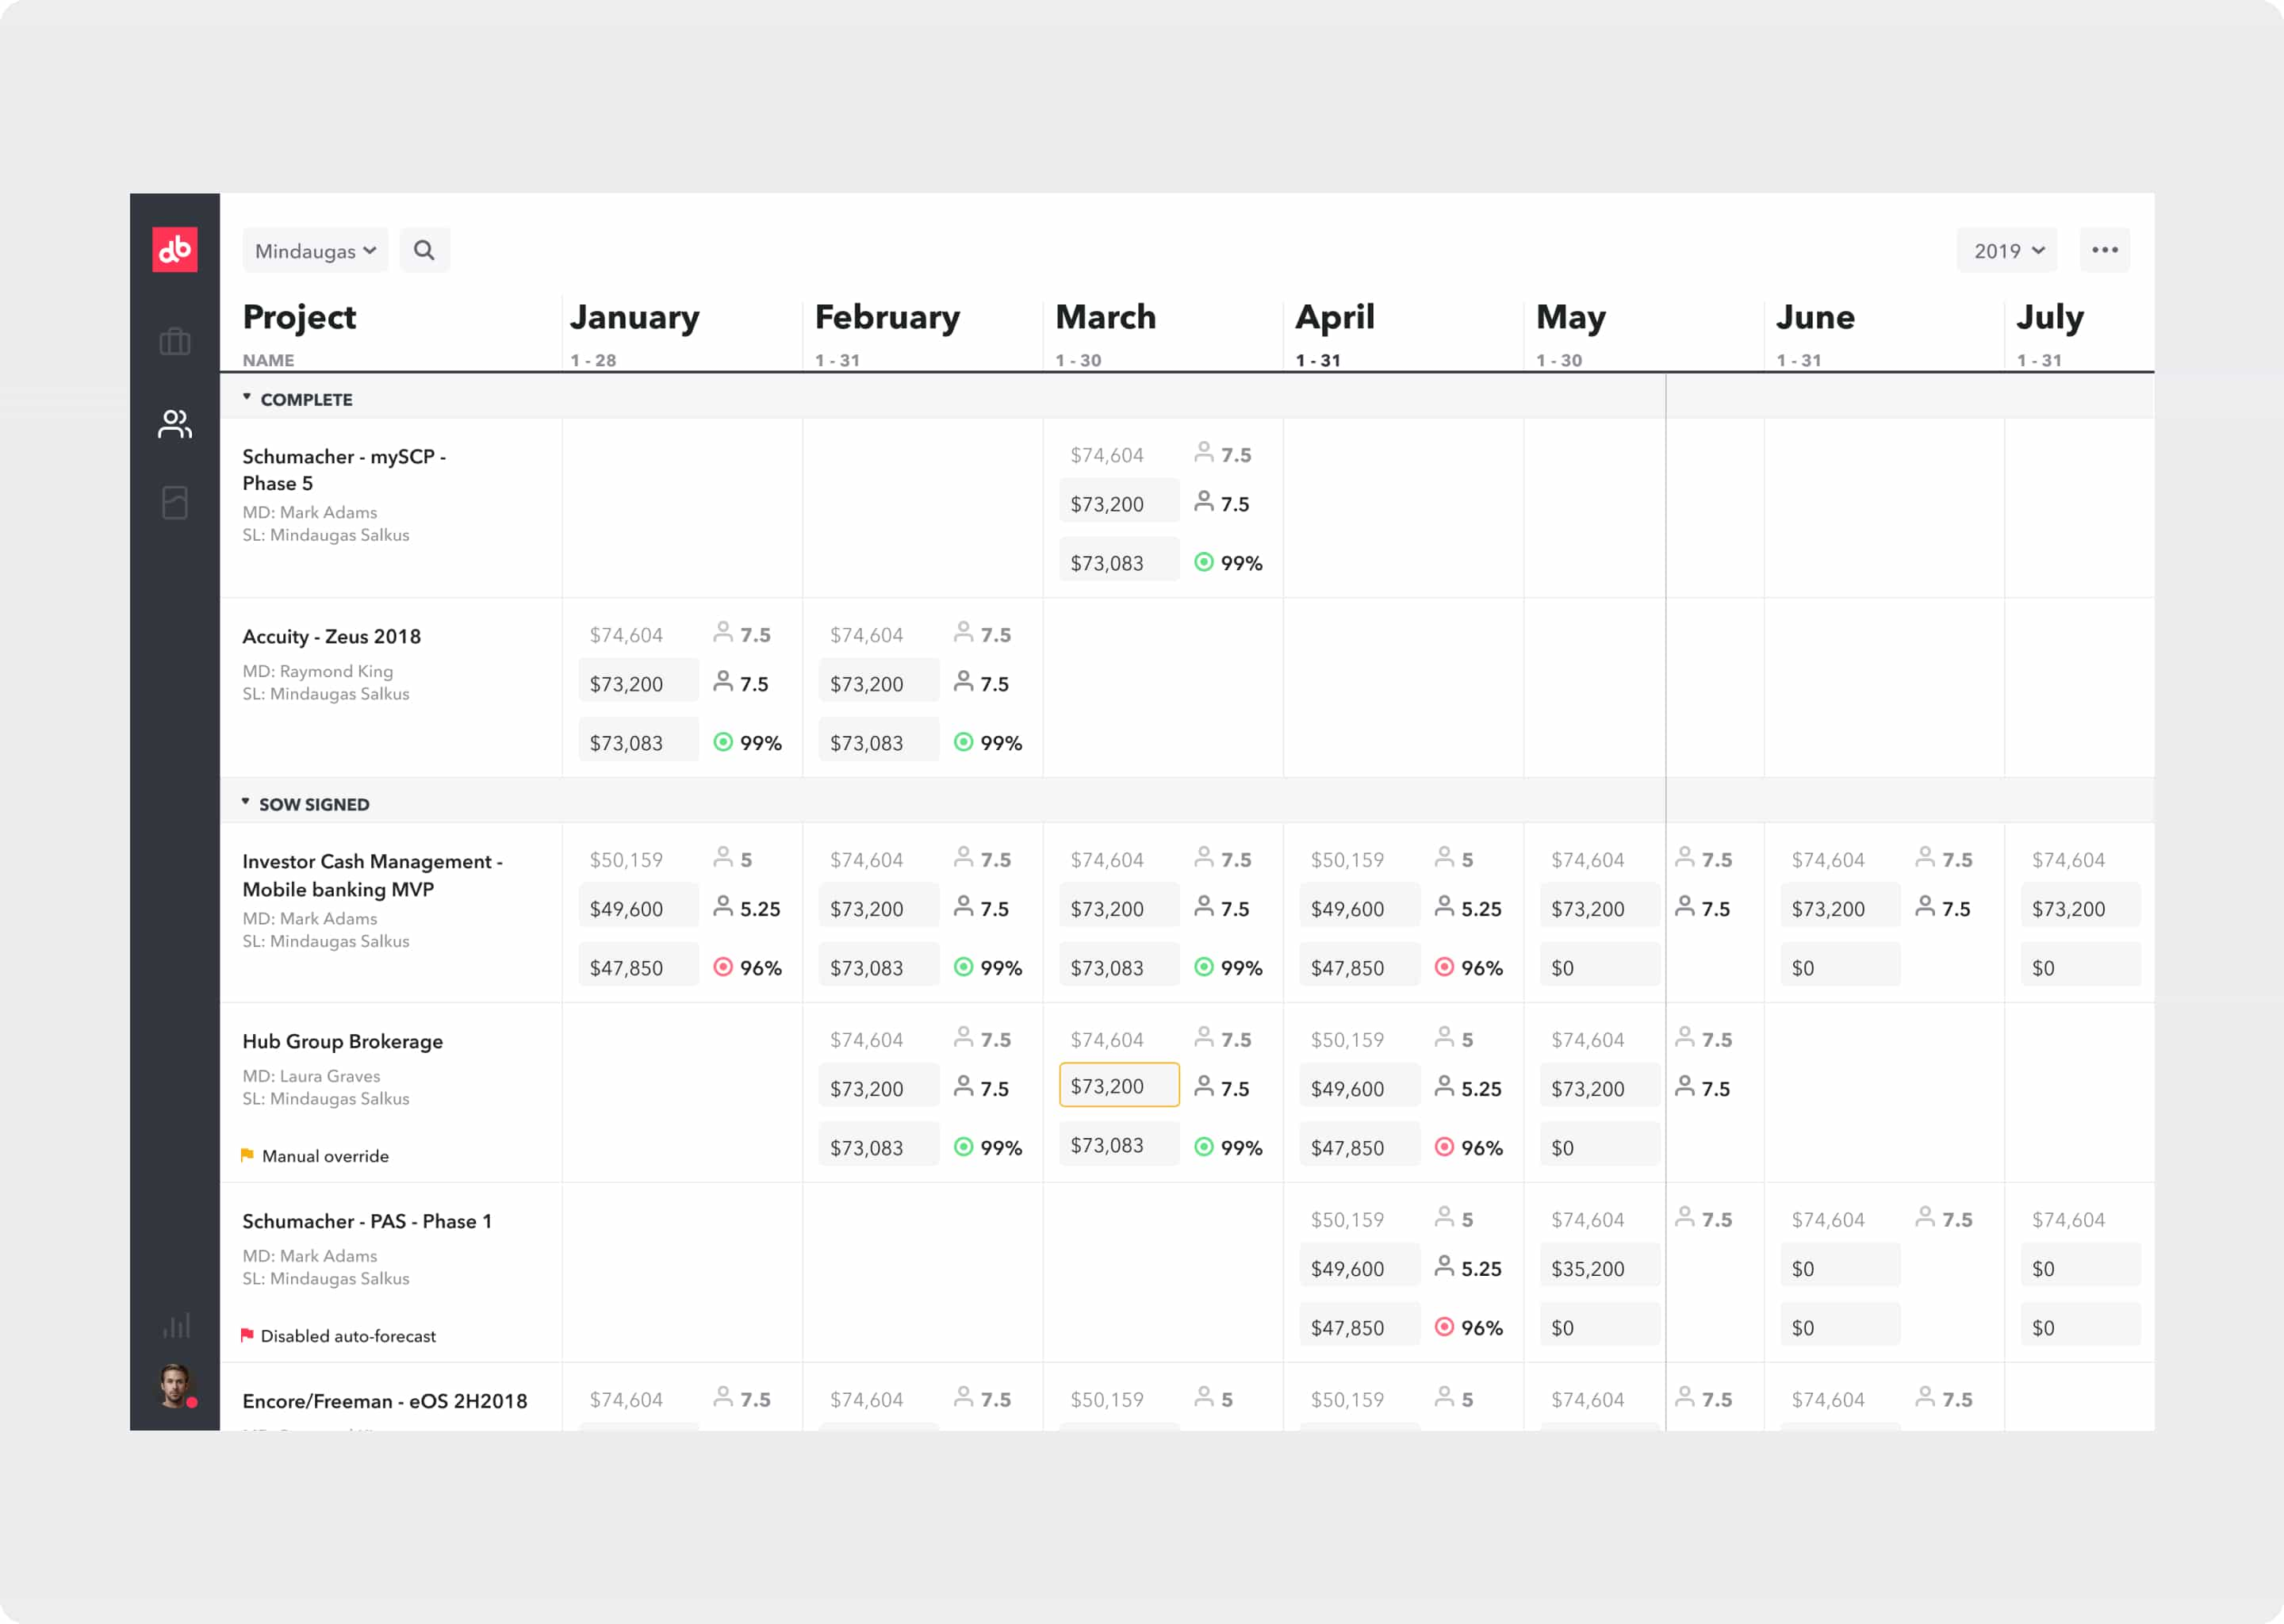 db
Mindaugas
2019
•••
Project January February March April May June July
NAME 1 - 28 1 - 31 1 - 30 1 - 31 1 - 30 1 - 31 1 - 31
COMPLETE
Schumacher - mySCP -
Phase 5
MD: Mark Adams
SL: Mindaugas Salkus
$74,604 7.5
$73,200 7.5
$73,083 99%
Accuity - Zeus 2018
MD: Raymond King
SL: Mindaugas Salkus
$74,604 7.5 $74,604 7.5
$73,200 7.5 $73,200 7.5
$73,083 99% $73,083 99%
SOW SIGNED
Investor Cash Management -
Mobile banking MVP
MD: Mark Adams
SL: Mindaugas Salkus
$50,159 5 $74,604 7.5 $74,604 7.5 $50,159 5 $74,604 7.5 $74,604 7.5 $74,604
$49,600 5.25 $73,200 7.5 $73,200 7.5 $49,600 5.25 $73,200 7.5 $73,200 7.5 $73,200
$47,850 96% $73,083 99% $73,083 99% $47,850 96% $0 $0 $0
Hub Group Brokerage
MD: Laura Graves
SL: Mindaugas Salkus
Manual override
$74,604 7.5 $74,604 7.5 $50,159 5 $74,604 7.5
$73,200 7.5 $73,200 7.5 $49,600 5.25 $73,200 7.5
$73,083 99% $73,083 99% $47,850 96% $0
Schumacher - PAS - Phase 1
MD: Mark Adams
SL: Mindaugas Salkus
Disabled auto-forecast
$50,159 5 $74,604 7.5 $74,604 7.5 $74,604
$49,600 5.25 $35,200 $0 $0
$47,850 96% $0 $0 $0
Encore/Freeman - eOS 2H2018
$74,604 7.5 $74,604 7.5 $50,159 5 $50,159 5 $74,604 7.5 $74,604 7.5